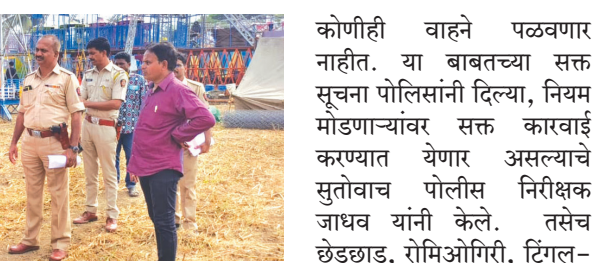 कोणीही वाहने पळवणार
नाहीत. या बाबतच्या सक्त
सूचना पोलिसांनी दिल्या, नियम
मोडणाऱ्यांवर सक्त कारवाई
करण्यात येणार असल्याचे
सुतोवाच पोलीस निरीक्षक
जाधव यांनी केले. तसेच
छेडछाड, रोमिओगिरी, टिंगल-